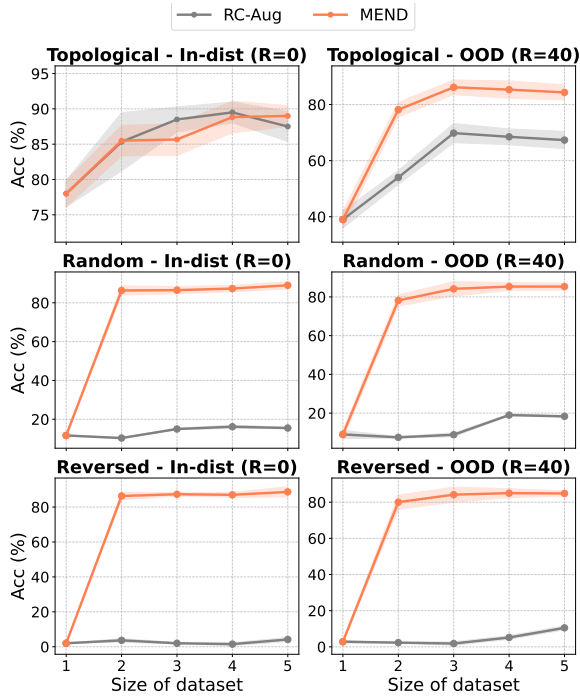 RC-Aug MEND
Topological - In-dist (R=0) Topological - OOD (R=40)
Acc (%)
95
90
85
80
75
80
60
40
Random - In-dist (R=0) Random - OOD (R=40)
Acc (%)
80
60
40
20
80
60
40
20
Reversed - In-dist (R=0) Reversed - OOD (R=40)
Acc (%)
80
60
40
20
0
80
60
40
20
0
1 2 3 4 5 1 2 3 4 5
Size of dataset Size of dataset